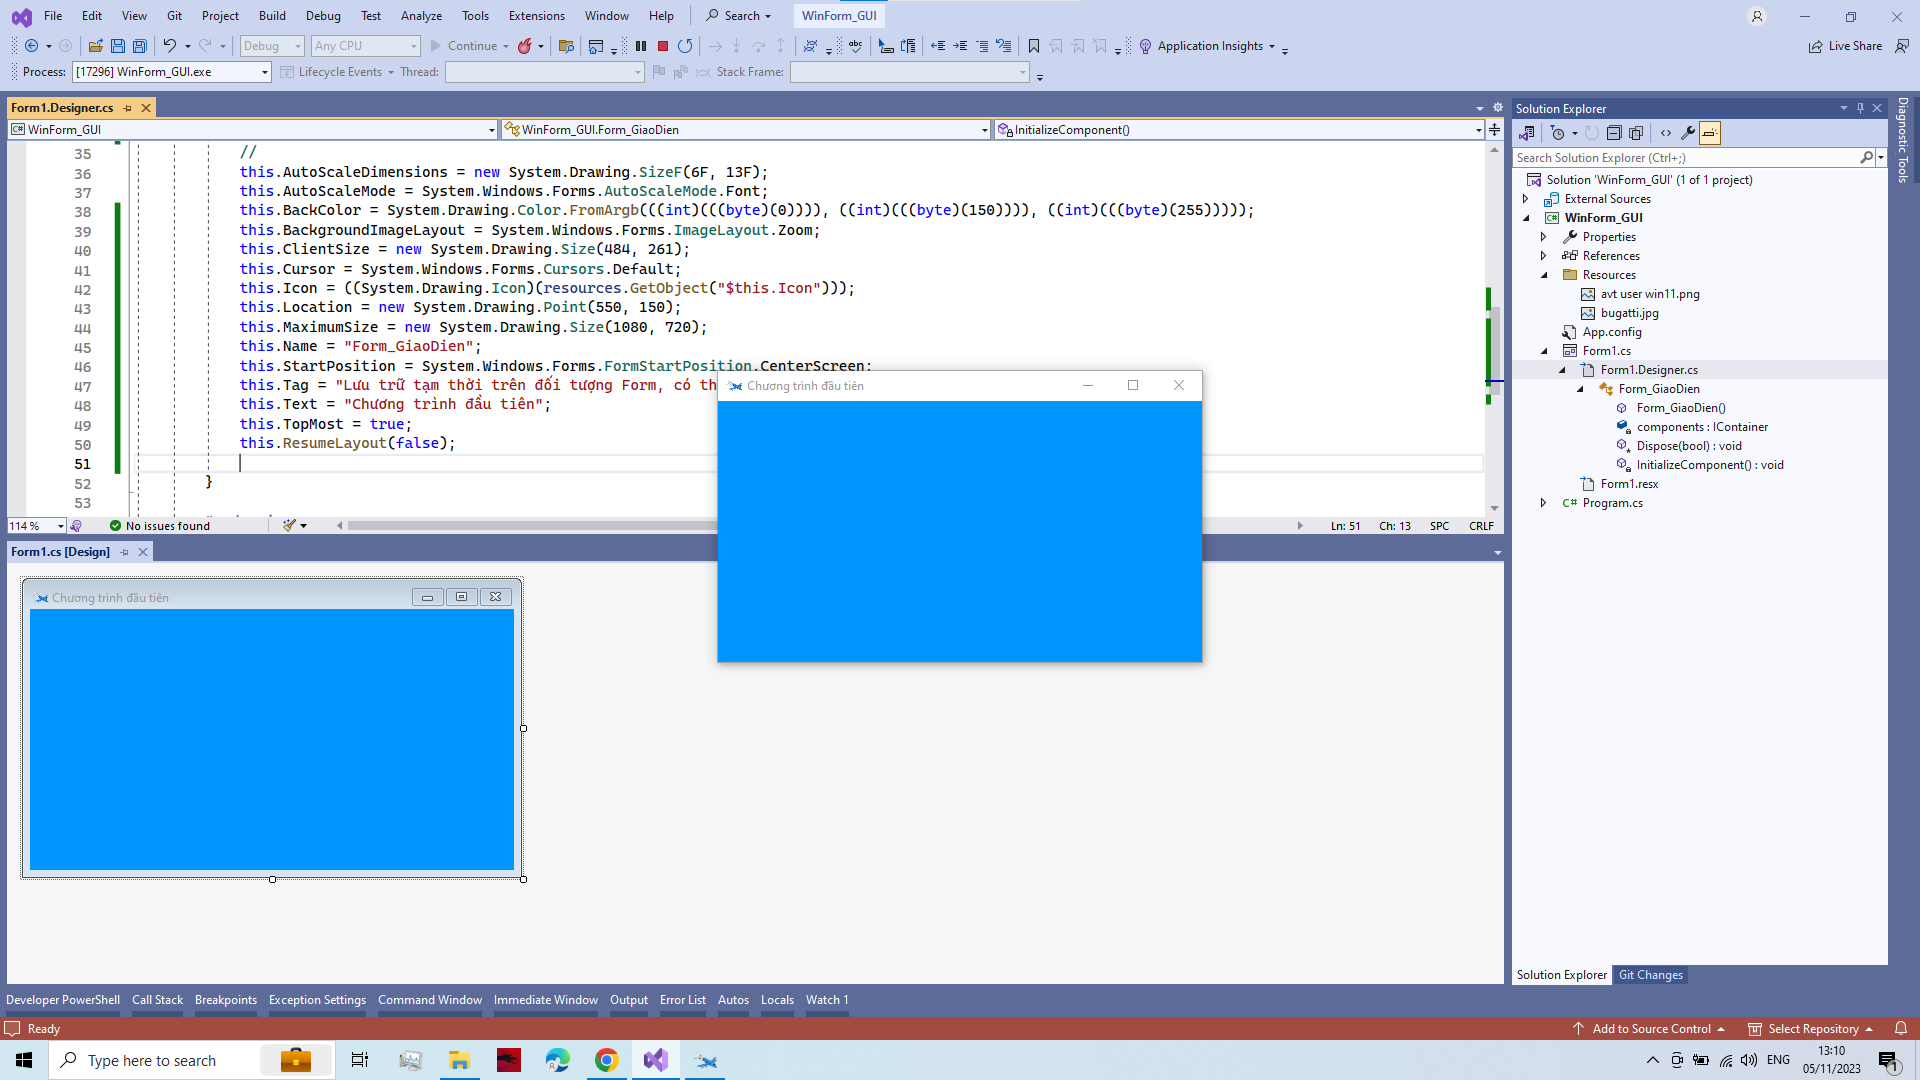 File Edit View Git Project Build Debug Test Analyze Tools Extensions Window Help Search WinForm_GUI
Debug Any CPU Continue Application Insights Live Share
Process: [17296] WinForm_GUI.exe Lifecycle Events Thread: Stack Frame:
Form1.Designer.cs
WinForm_GUI WinForm_GUI.Form_GiaoDien InitializeComponent()
35 //
36 this.AutoScaleDimensions = new System.Drawing.SizeF(6F, 13F);
37 this.AutoScaleMode = System.Windows.Forms.AutoScaleMode.Font;
38 this.BackColor = System.Drawing.Color.FromArgb(((int)(((byte)(0)))), ((int)(((byte)(150)))), ((int)(((byte)(255)))));
39 this.BackgroundImageLayout = System.Windows.Forms.ImageLayout.Zoom;
40 this.ClientSize = new System.Drawing.Size(484, 261);
41 this.Cursor = System.Windows.Forms.Cursors.Default;
42 this.Icon = ((System.Drawing.Icon)(resources.GetObject("$this.Icon")));
43 this.Location = new System.Drawing.Point(550, 150);
44 this.MaximumSize = new System.Drawing.Size(1080, 720);
45 this.Name = "Form_GiaoDien";
46 this.StartPosition = System.Windows.Forms.FormStartPosition.CenterScreen;
47 this.Tag = "Lưu trữ tạm thời trên đối tượng Form, có th
48 this.Text = "Chương trình đầu tiên";
49 this.TopMost = true;
50 this.ResumeLayout(false);
51
52 }
53
114 % No issues found Ln: 51 Ch: 13 SPC CRLF
Chương trình đầu tiên
Form1.cs [Design]
Chương trình đầu tiên
Solution Explorer
Search Solution Explorer (Ctrl+;)
Solution 'WinForm_GUI' (1 of 1 project)
External Sources
WinForm_GUI
Properties
References
Resources
avt user win11.png
bugatti.jpg
App.config
Form1.cs
Form1.Designer.cs
Form_GiaoDien
Form_GiaoDien()
components : IContainer
Dispose(bool) : void
InitializeComponent() : void
Form1.resx
C# Program.cs
Solution Explorer Git Changes
Diagnostic Tools
Developer PowerShell Call Stack Breakpoints Exception Settings Command Window Immediate Window Output Error List Autos Locals Watch 1
Ready Add to Source Control Select Repository
Type here to search ENG 13:10
05/11/2023 1